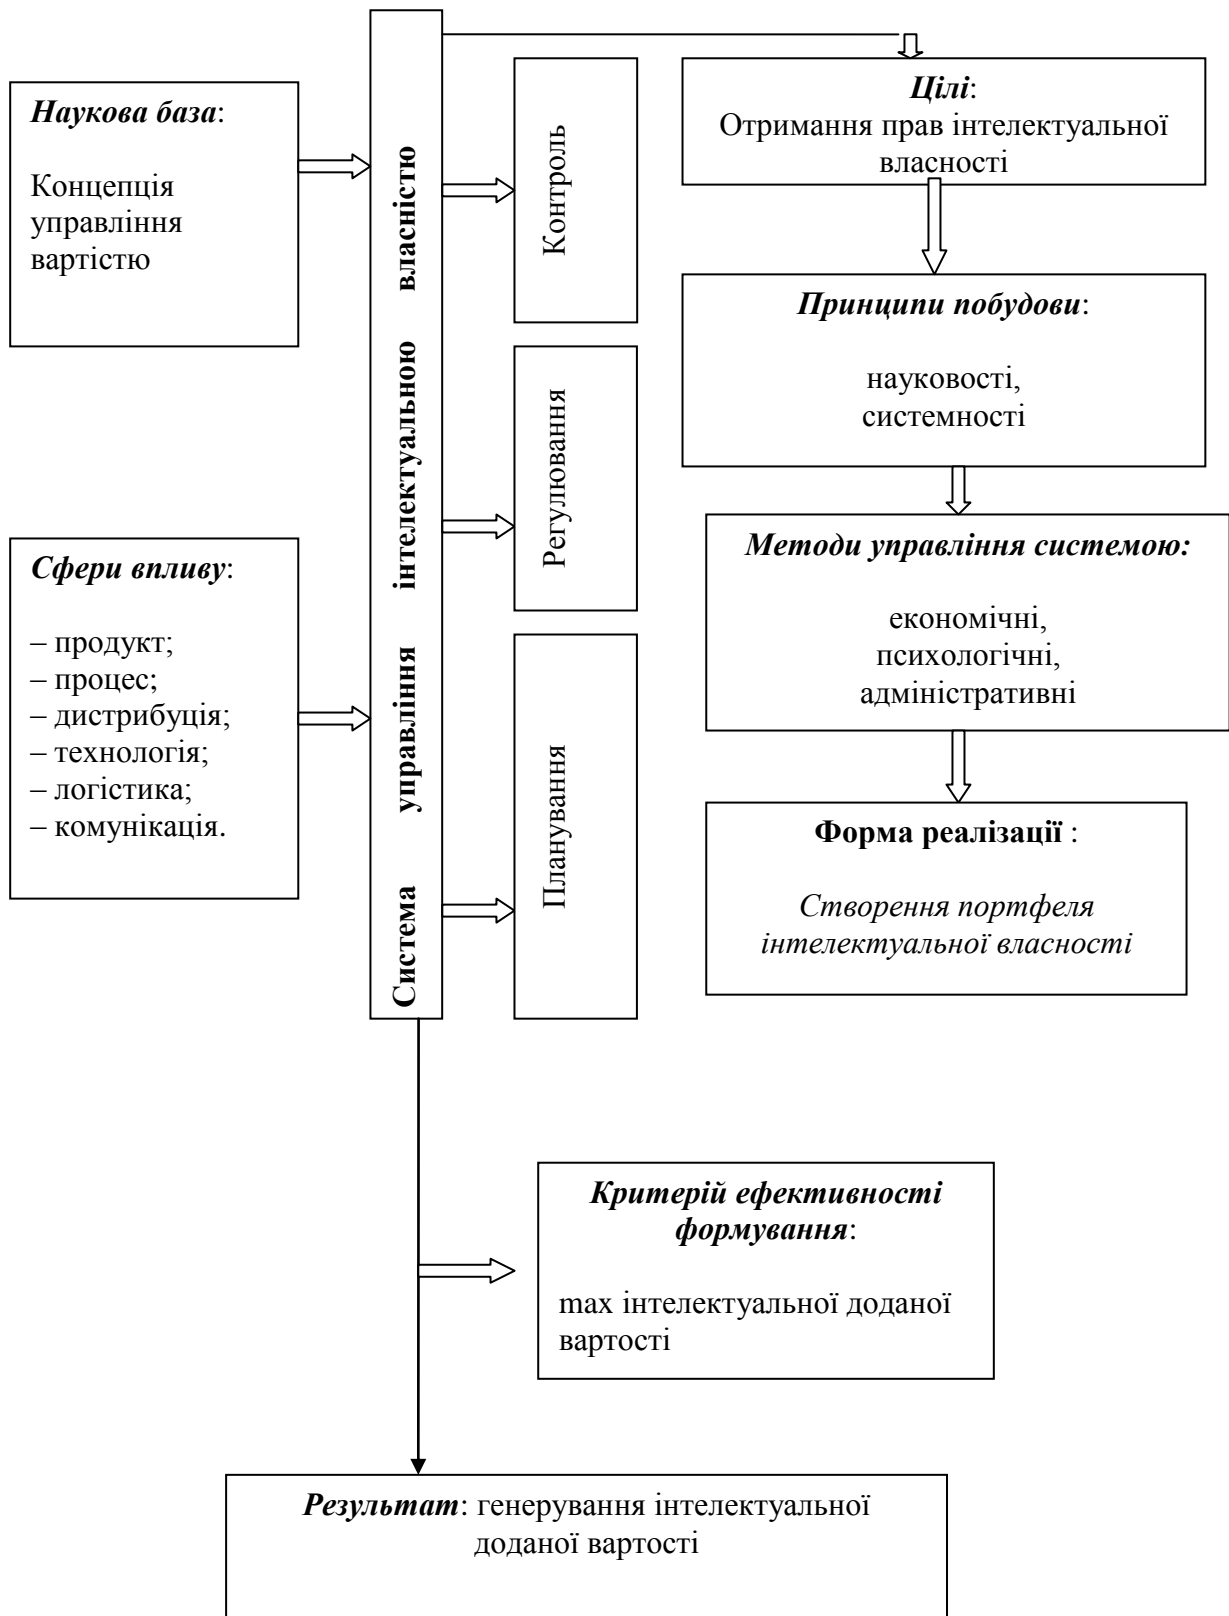 Наукова база:
Концепція
управління
вартістю
Сфери впливу:
– продукт;
– процес;
– дистрибуція;
– технологія;
– логістика;
– комунікація.
Система управління інтелектуальною власністю
Контроль
Регулювання
Планування
Цілі:
Отримання прав інтелектуальної
власності
Принципи побудови:
науковості,
системності
Методи управління системою:
економічні,
психологічні,
адміністративні
Форма реалізації :
Створення портфеля
інтелектуальної власності
Критерій ефективності
формування:
max інтелектуальної доданої
вартості
Результат: генерування інтелектуальної
доданої вартості